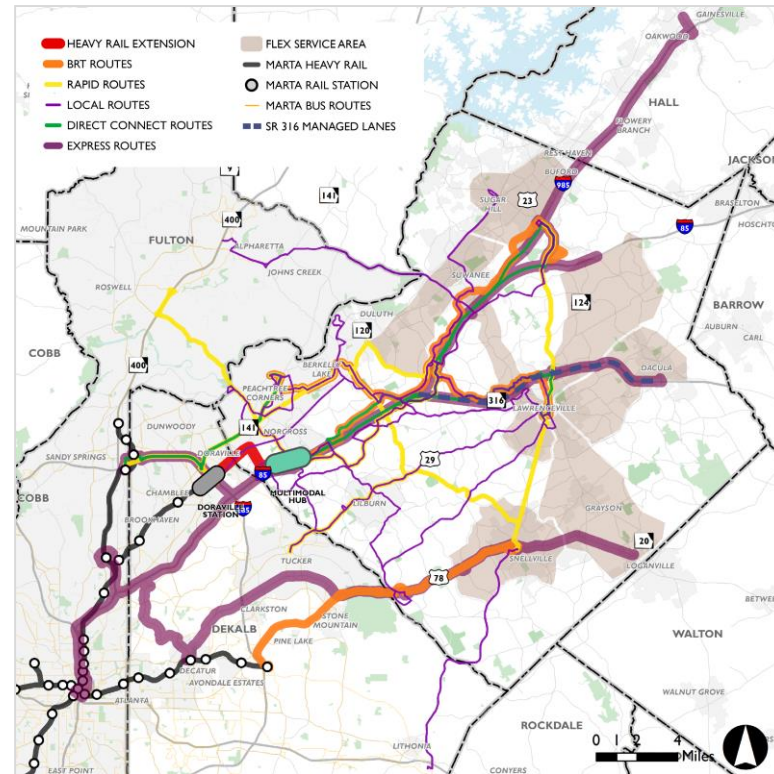 HEAVY RAIL EXTENSION
BRT ROUTES
RAPID ROUTES
LOCAL ROUTES
DIRECT CONNECT ROUTES
EXPRESS ROUTES
FLEX SERVICE AREA
MARTA HEAVY RAIL
MARTA RAIL STATION
MARTA BUS ROUTES
SR 316 MANAGED LANES
GAINESVILLE
OAKWOOD
HALL
FLOWERY
BRANCH
REST HAVEN
BUFORD
JACKSON
985
9
141
23
SUGAR
HILL
BRASELTON
HOSCHTO
400
85
MOUNTAIN PARK
FULTON
ALPHARETTA
JOHNS CREEK
SUWANEE
ROSWELL
124
BARROW
DULUTH
120
AUBURN
CARL
COBB
BERKELEY
LAKE
DACULA
400
PEACHTREE
CORNERS
316
LAWRENCEVILLE
DUNWOODY
141
NORCROSS
SANDY SPRINGS
DORAVILLE
29
85
COBB
CHAMBLEE
MULTIMODAL
HUB
DORAVILLE
STATION
LILBURN
GRAYSON
BROOKHAVEN
20
TUCKER
SNELLVILLE
LOGANVILLE
78
CLARKSTON
BETWE
DEKALB
STONE
MOUNTAIN
PINE LAKE
WALTON
DECATUR
AVONDALE ESTATES
WALNUT GROVE
ATLANTA
ROCKDALE
LITHONIA
0 1 2 4
Miles
EAST POINT
CONYERS